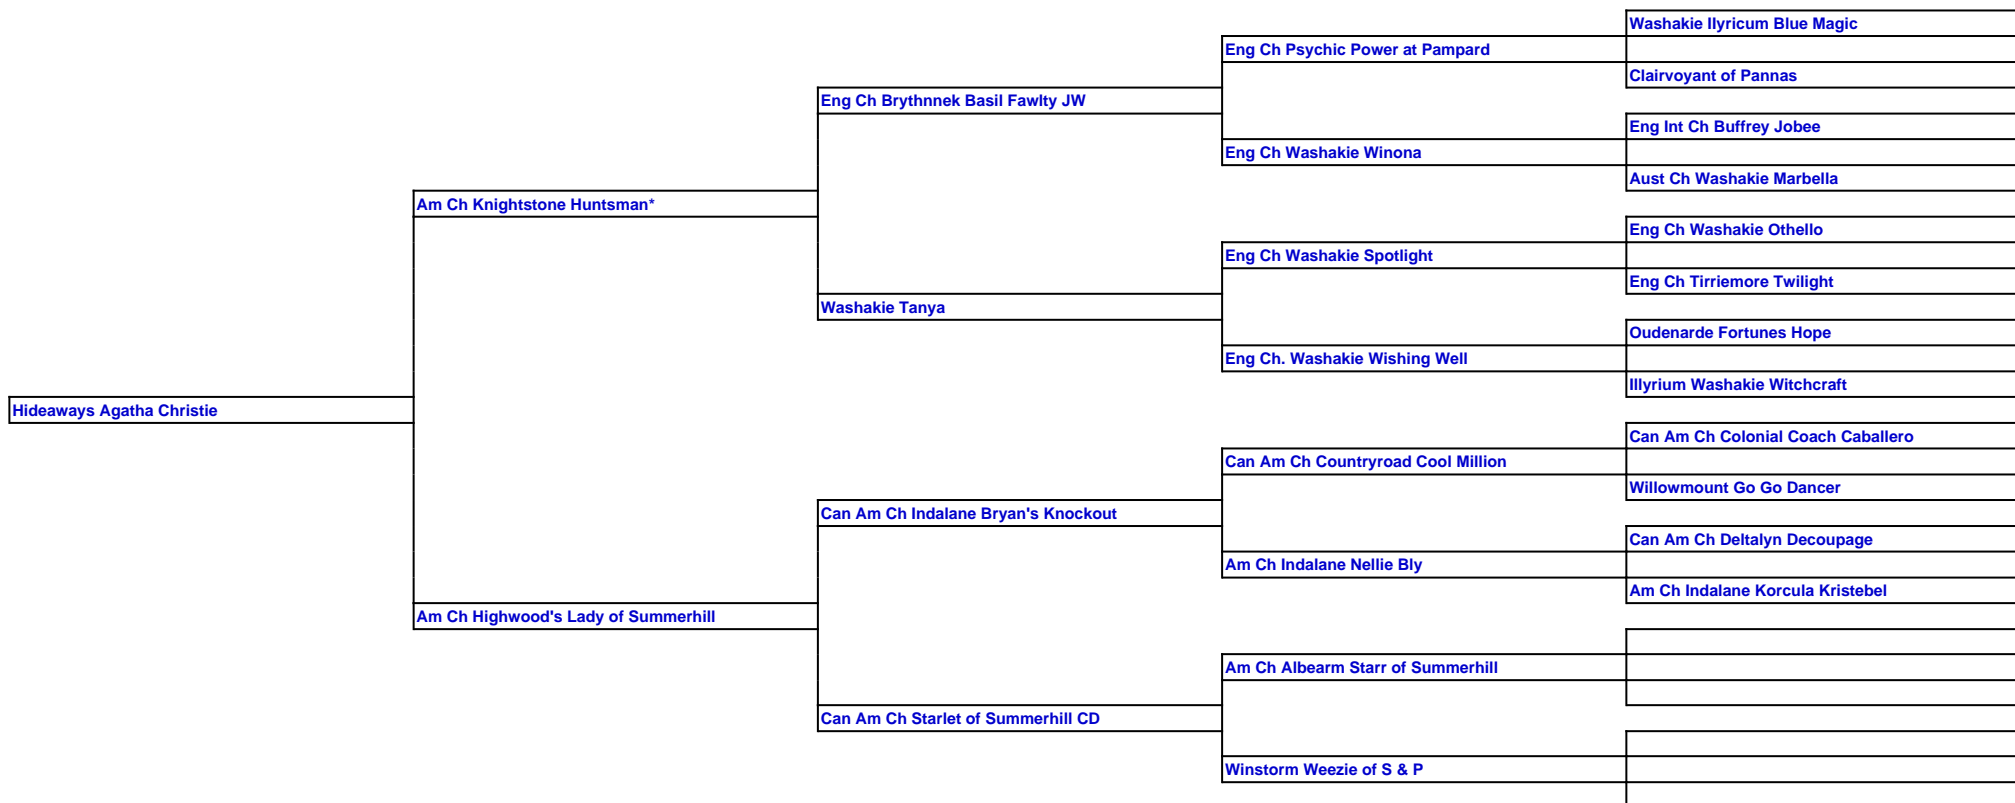 Washakie Ilyricum Blue Magic
Eng Ch Psychic Power at Pampard
Clairvoyant of Pannas
Eng Ch Brythnnek Basil Fawlty JW
Eng Int Ch Buffrey Jobee
Eng Ch Washakie Winona
Aust Ch Washakie Marbella
Am Ch Knightstone Huntsman*
Eng Ch Washakie Othello
Eng Ch Washakie Spotlight
Eng Ch Tirriemore Twilight
Washakie Tanya
Oudenarde Fortunes Hope
Eng Ch. Washakie Wishing Well
Illyrium Washakie Witchcraft
Hideaways Agatha Christie
Can Am Ch Colonial Coach Caballero
Can Am Ch Countryroad Cool Million
Willowmount Go Go Dancer
Can Am Ch Indalane Bryan's Knockout
Can Am Ch Deltalyn Decoupage
Am Ch Indalane Nellie Bly
Am Ch Indalane Korcula Kristebel
Am Ch Highwood's Lady of Summerhill
Am Ch Albearm Starr of Summerhill
Can Am Ch Starlet of Summerhill CD
Winstorm Weezie of S & P